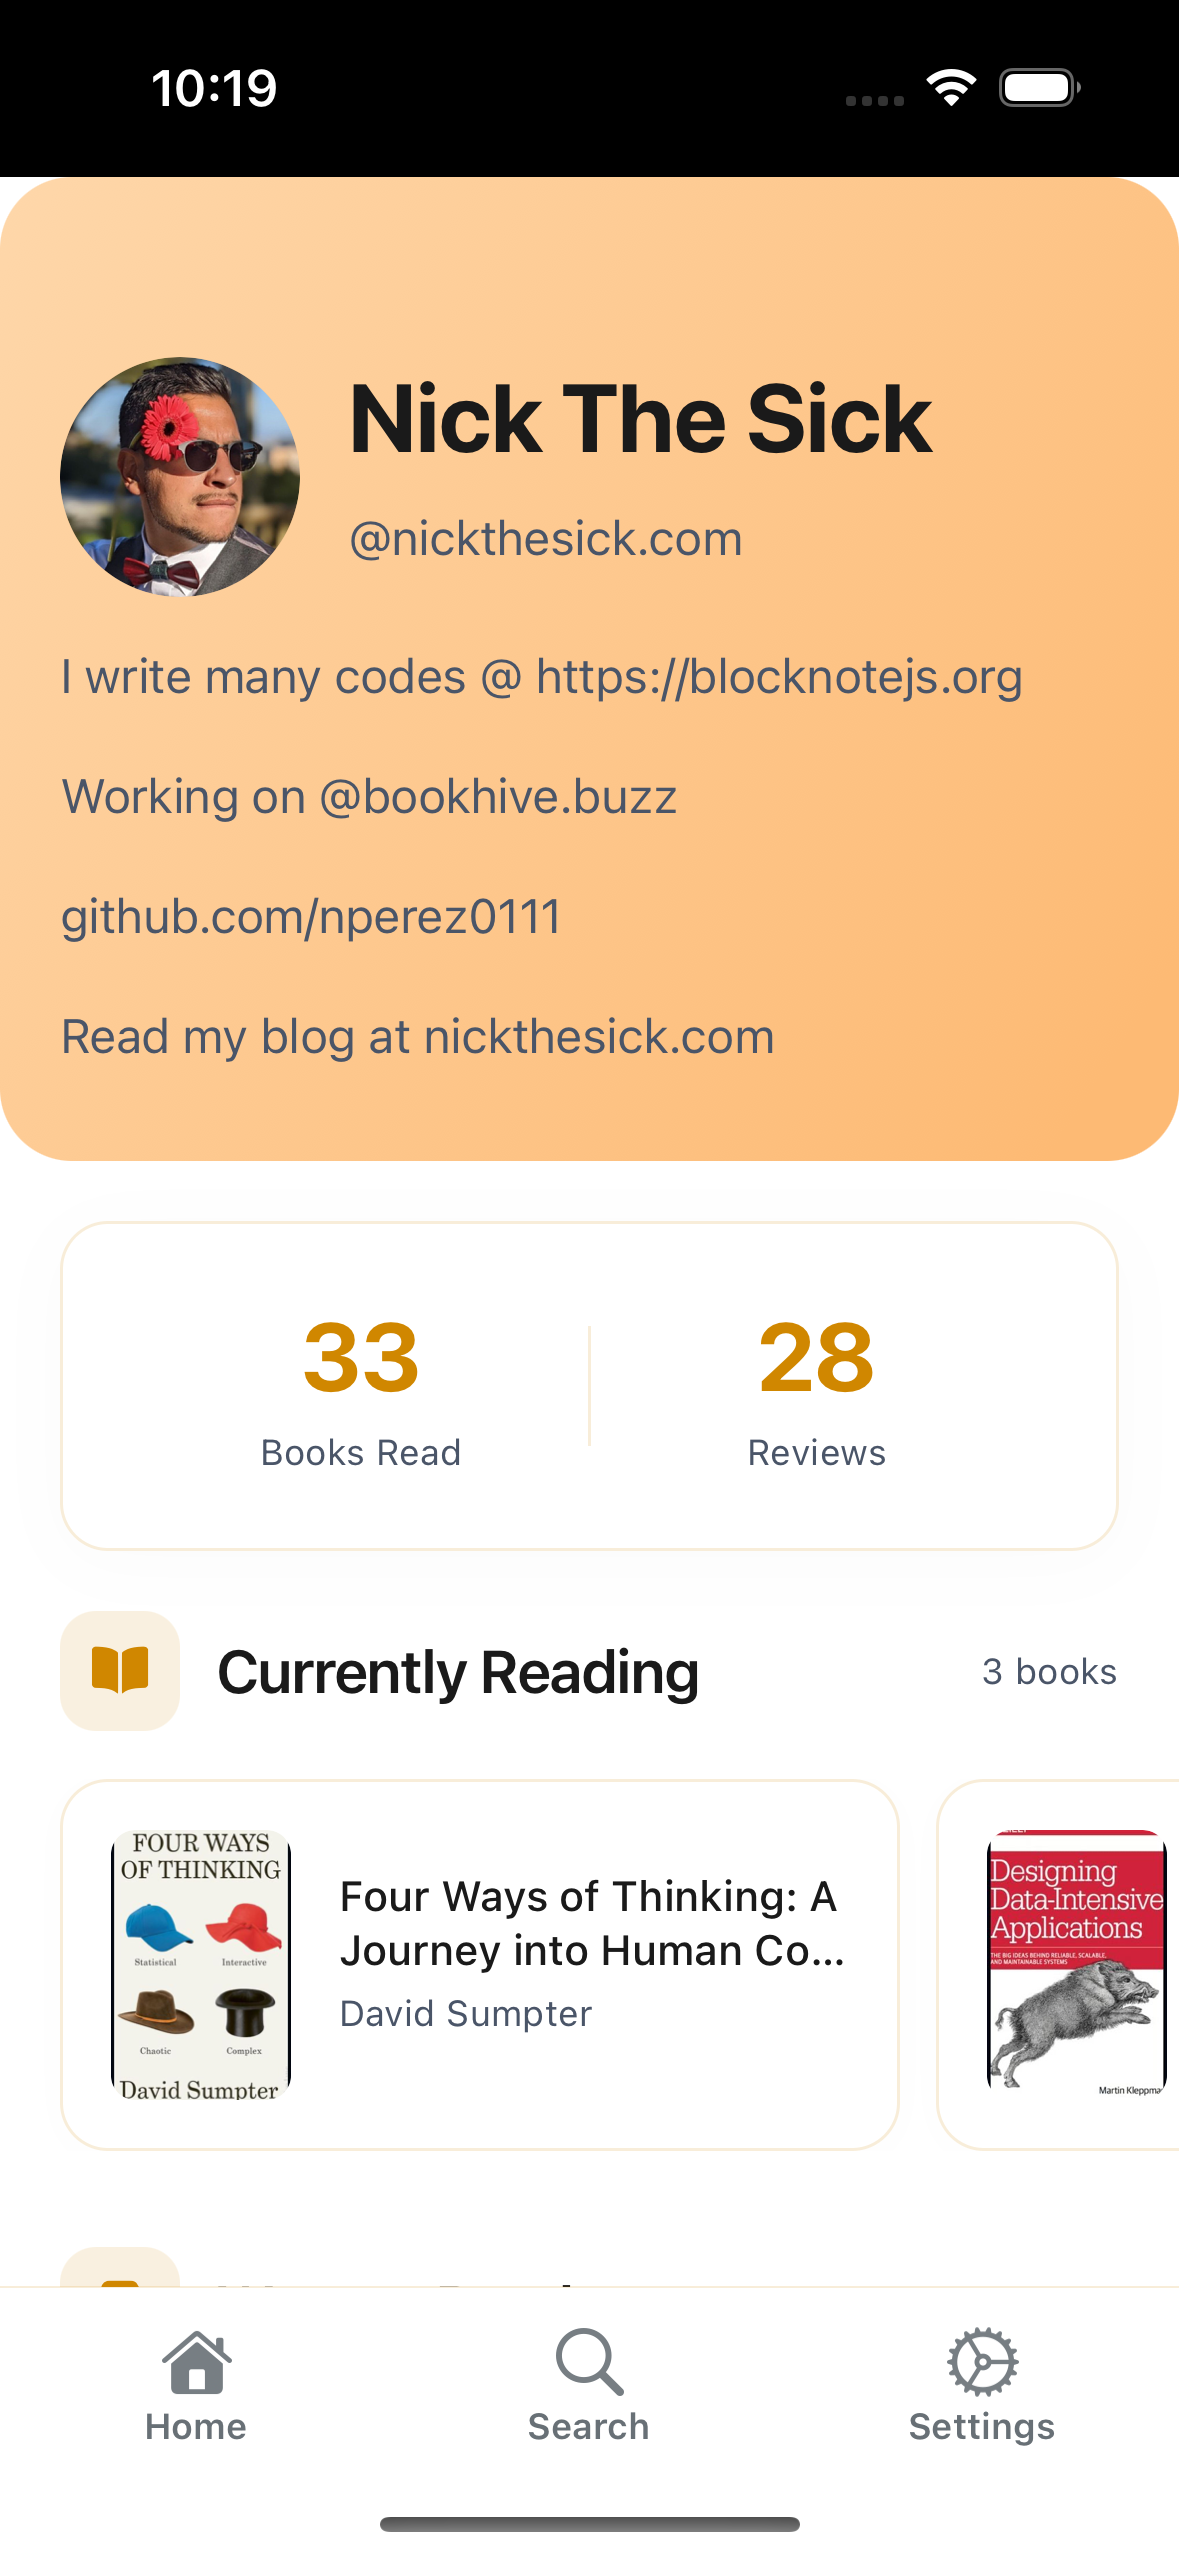 10:19
Nick The Sick
@nickthesick.com
I write many codes @ https://blocknotejs.org
Working on @bookhive.buzz
github.com/nperez0111
Read my blog at nickthesick.com
33
Books Read
28
Reviews
Currently Reading
3 books
FOUR WAYS
OF THINKING
Statistical
Interactive
Chaotic
Complex
David Sumpter
Four Ways of Thinking: A
Journey into Human Co...
David Sumpter
Designing
Data-Intensive
Applications
THE BIG IDEAS BEHIND RELIABLE, SCALABLE,
AND MAINTAINABLE SYSTEMS
Martin Kleppma
Home
Search
Settings